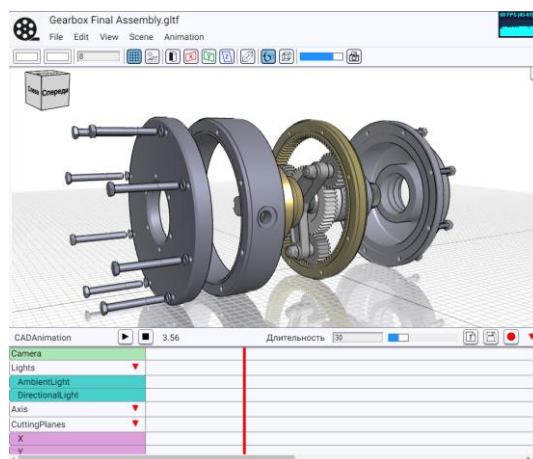 Gearbox Final Assembly.gltf
File Edit View Scene Animation
Слева Спереди
CADAnimation 3.56 Длительность 30
Camera
Lights
AmbientLight
DirectionalLight
Axis
CuttingPlanes
X
Y